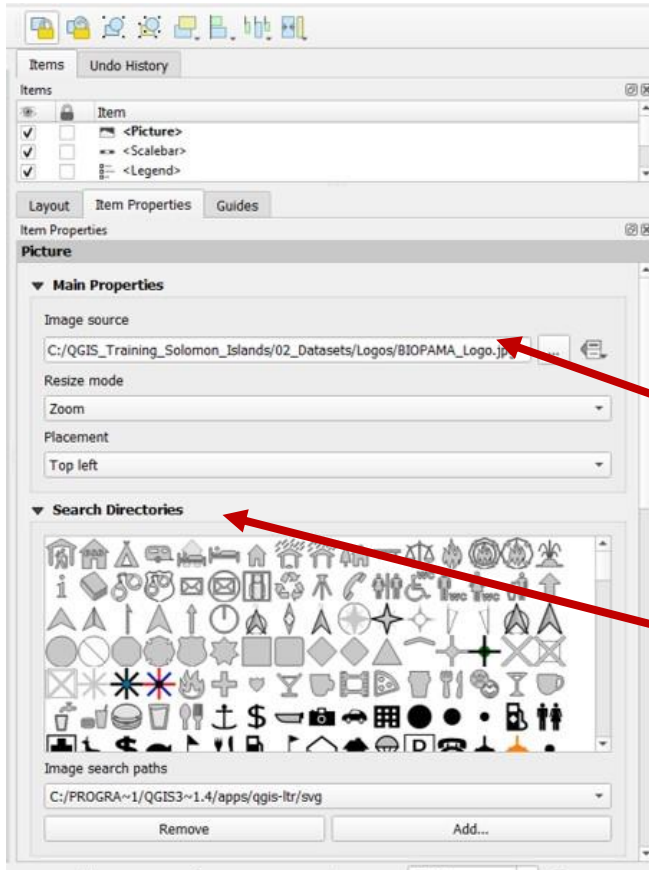 Items Undo History
Items
Item
<Picture>
<Scalebar>
<Legend>
Layout Item Properties Guides
Item Properties
Picture
Main Properties
Image source
C:/QGIS_Training_Solomon_Islands/02_Datasets/Logos/BIOPAMA_Logo.jpg ...
Resize mode
Zoom
Placement
Top left
Search Directories
Image search paths
C:/PROGRA~1/QGIS3~1.4/apps/qgis-ltr/svg
Remove Add...